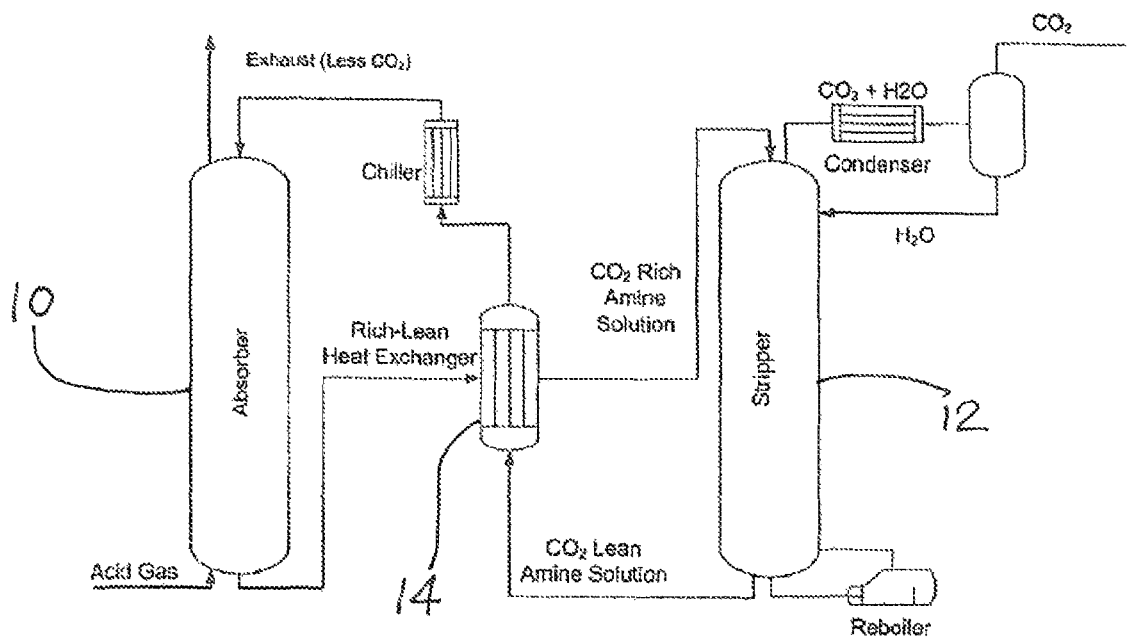 CO₂
Exhaust (Less CO₂)
CO₃ + H2O
Chiller
Condenser
H₂O
CO₂ Rich
Amine
Solution
10
Rich-Lean
Heat Exchanger
Absorber
Stripper
12
CO₂ Lean
Amine Solution
Acid Gas
14
Reboiler